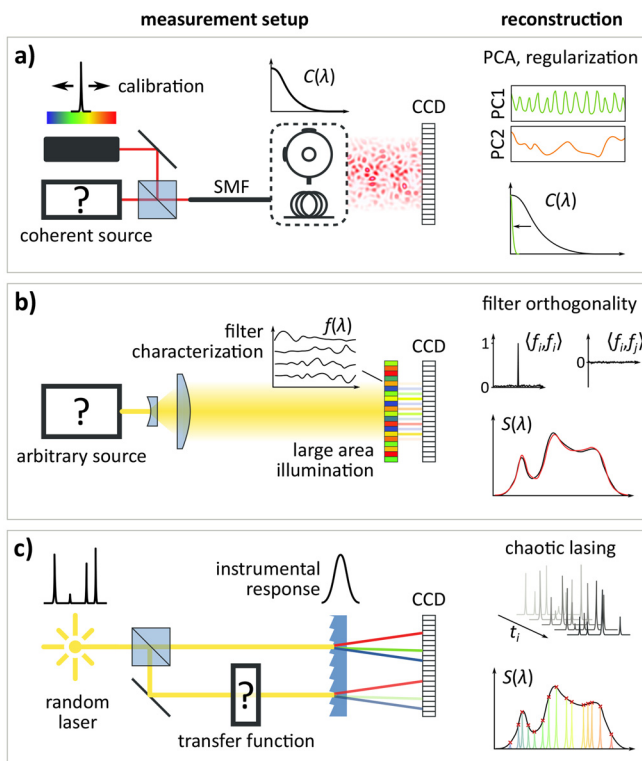 measurement setup
reconstruction
a)
calibration
C(λ)
CCD
PCA, regularization
PC1
PC2
?
SMF
coherent source
C(λ)
b)
filter
characterization
f(λ)
CCD
filter orthogonality
1
0
⟨fi,fi⟩
0
⟨fi,fj⟩
?
arbitrary source
large area
illumination
S(λ)
c)
instrumental
response
CCD
chaotic lasing
ti
random
laser
?
transfer function
S(λ)